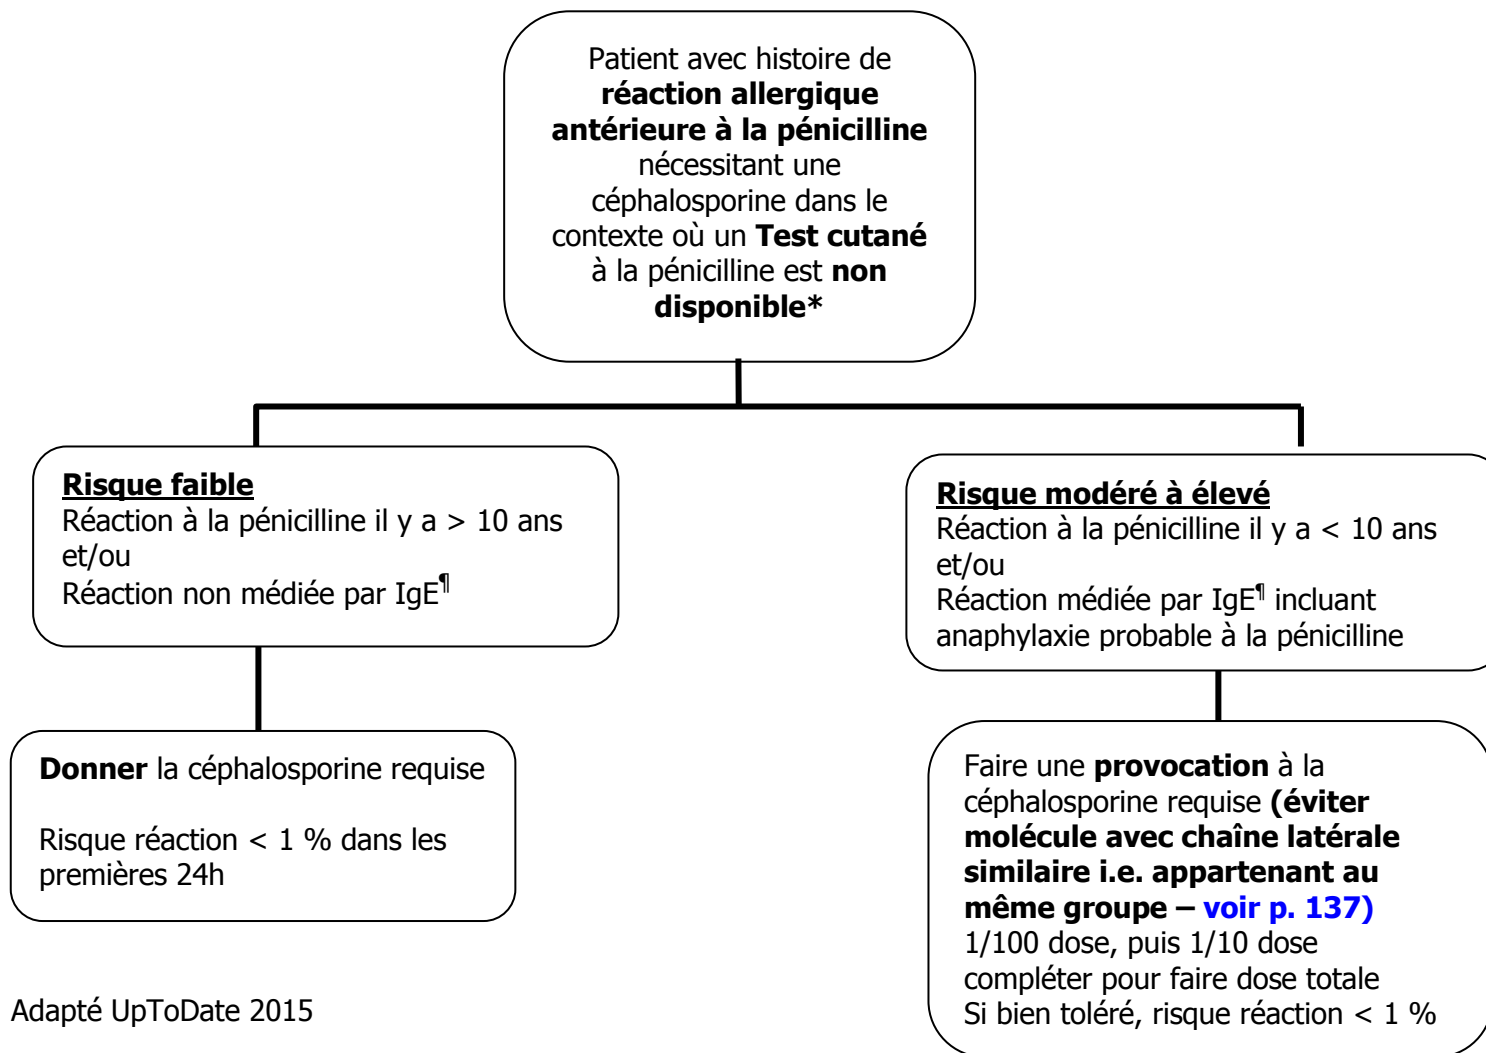 Patient avec histoire de
réaction allergique
antérieure à la pénicilline
nécessitant une
céphalosporine dans le
contexte où un Test cutané
à la pénicilline est non
disponible*
Risque faible
Réaction à la pénicilline il y a > 10 ans
et/ou
Réaction non médiée par IgE¶
Risque modéré à élevé
Réaction à la pénicilline il y a < 10 ans
et/ou
Réaction médiée par IgE¶ incluant
anaphylaxie probable à la pénicilline
Donner la céphalosporine requise
Risque réaction < 1 % dans les
premières 24h
Faire une provocation à la
céphalosporine requise (éviter
molécule avec chaîne latérale
similaire i.e. appartenant au
même groupe – voir p. 137)
1/100 dose, puis 1/10 dose
compléter pour faire dose totale
Si bien toléré, risque réaction < 1 %
Adapté UpToDate 2015